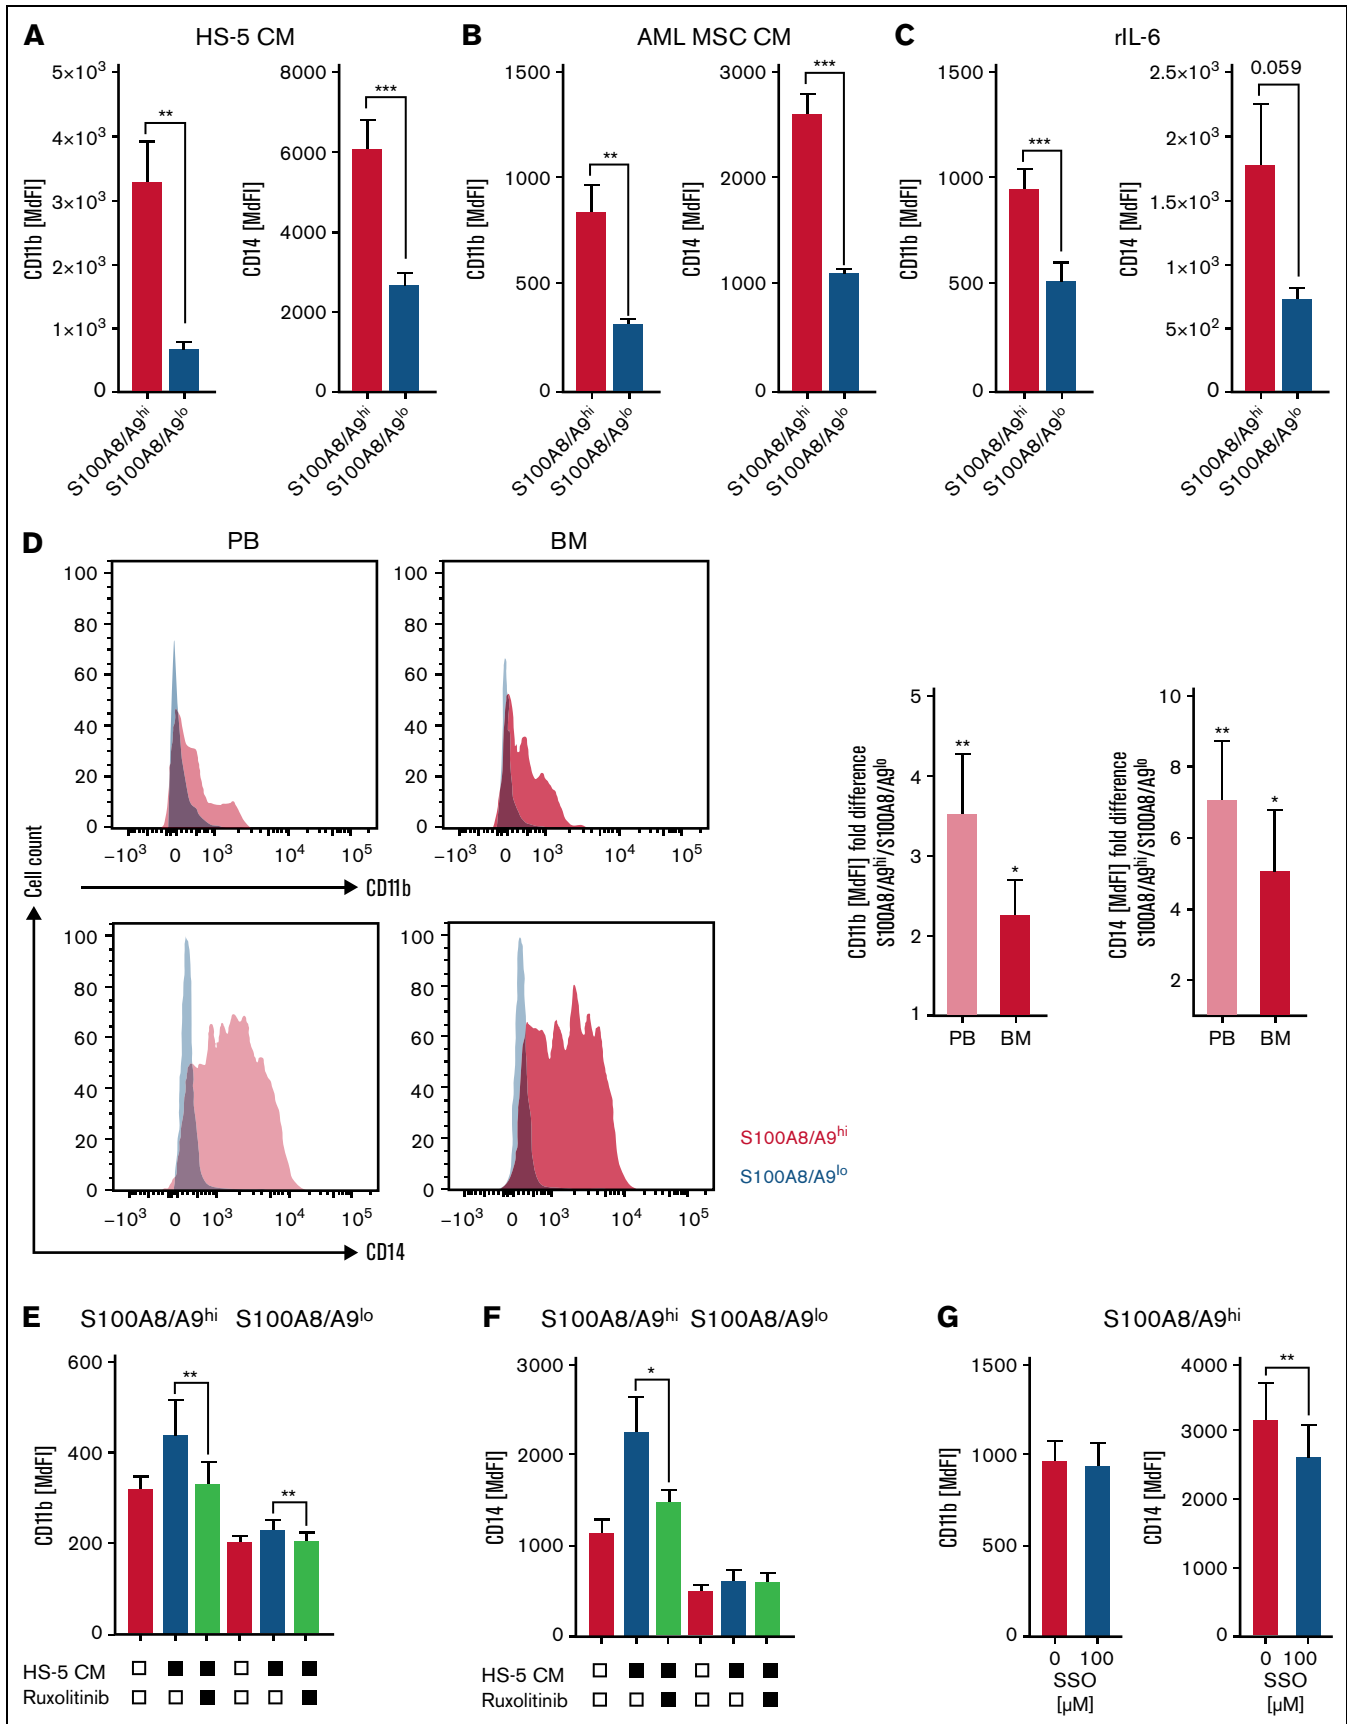 A HS-5 CM
CD11b [MdFI]
5×10³
4×10³
3×10³
2×10³
1×10³
0
**
S100A8/A9hi
S100A8/A9lo
CD14 [MdFI]
8000
6000
4000
2000
0
***
S100A8/A9hi
S100A8/A9lo
B AML MSC CM
CD11b [MdFI]
1500
1000
500
0
**
S100A8/A9hi
S100A8/A9lo
CD14 [MdFI]
3000
2000
1000
0
***
S100A8/A9hi
S100A8/A9lo
C rIL-6
CD11b [MdFI]
1500
1000
500
0
***
S100A8/A9hi
S100A8/A9lo
CD14 [MdFI]
2.5×10³
2×10³
1.5×10³
1×10³
5×10²
0
0.059
S100A8/A9hi
S100A8/A9lo
D PB BM
100
80
60
40
20
0
−10³ 0 10³ 10⁴ 10⁵
100
80
60
40
20
0
−10³ 0 10³ 10⁴ 10⁵
CD11b
Cell count
100
80
60
40
20
0
−10³ 0 10³ 10⁴ 10⁵
100
80
60
40
20
0
−10³ 0 10³ 10⁴ 10⁵
CD14
S100A8/A9hi
S100A8/A9lo
CD11b [MdFI] fold difference
S100A8/A9hi/S100A8/A9lo
5
4
3
2
1
**
*
PB BM
CD14 [MdFI] fold difference
S100A8/A9hi/S100A8/A9lo
10
8
6
4
2
**
*
PB BM
E S100A8/A9hi S100A8/A9lo
CD11b [MdFI]
600
400
200
0
**
**
HS-5 CM
Ruxolitinib
F S100A8/A9hi S100A8/A9lo
CD14 [MdFI]
3000
2000
1000
0
*
HS-5 CM
Ruxolitinib
G S100A8/A9hi
CD11b [MdFI]
1500
1000
500
0
0 100
SSO
[µM]
CD14 [MdFI]
4000
3000
2000
1000
0
**
0 100
SSO
[µM]